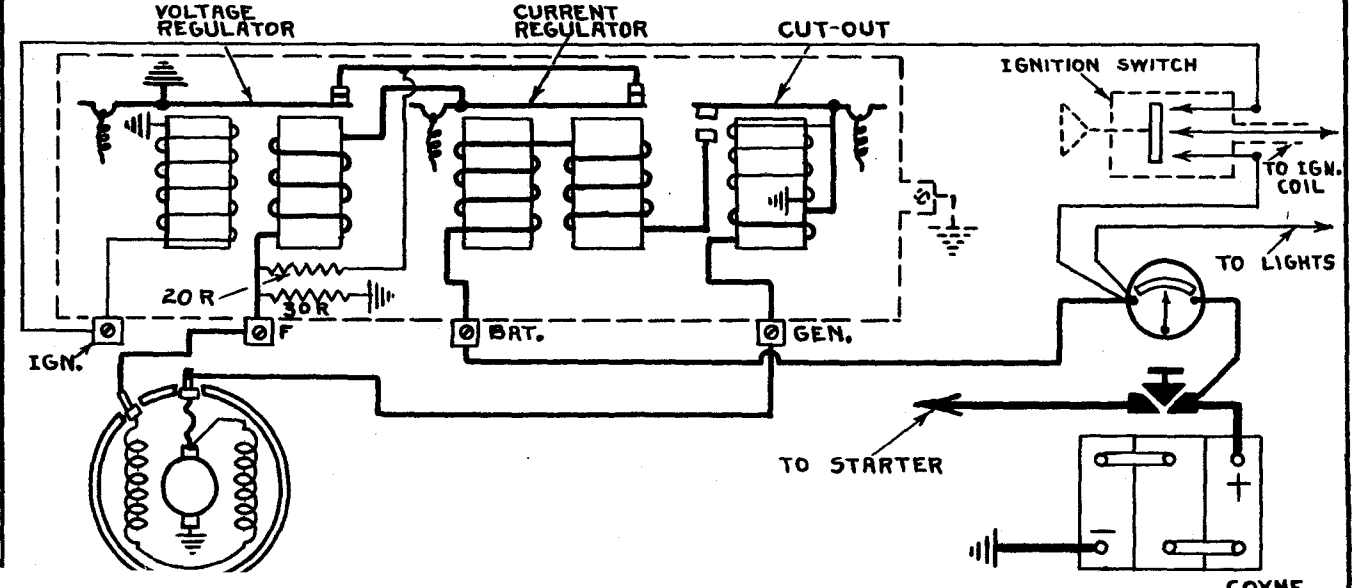 VOLTAGE
REGULATOR
CURRENT
REGULATOR
CUT-OUT
IGNITION SWITCH
TO IGN.
COIL
TO LIGHTS
20 R
30R
IGN.
F
BAT.
GEN.
S
TO STARTER
+
−
COYNE